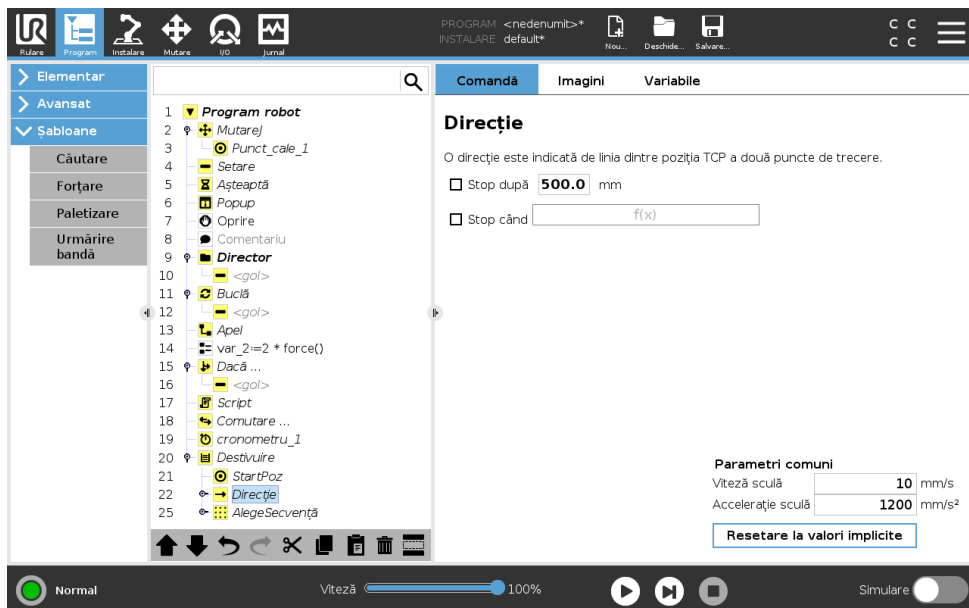 PROGRAM <nedenumit>*
INSTALARE default*
Rulare
Program
Instalare
Mutare
I/O
Jurnal
Nou...
Deschide...
Salvare...
C C
C C
Elementar
Avansat
Șabloane
Căutare
Forțare
Paletizare
Urmărire
bandă
1 Program robot
2 MutareJ
3 Punct_cale_1
4 Setare
5 Așteaptă
6 Popup
7 Oprire
8 Comentariu
9 Director
10 <gol>
11 Buclă
12 <gol>
13 Apel
14 var_2:=2 * force()
15 Dacă ...
16 <gol>
17 Script
18 Comutare ...
19 cronometru_1
20 Destivuire
21 StartPoz
22 Direcție
25 AlegeSecvență
Comandă
Imagini
Variabile
Direcție
O direcție este indicată de linia dintre poziția TCP a două puncte de trecere.
Stop după 500.0 mm
Stop când f(x)
Parametri comuni
Viteză sculă 10 mm/s
Accelerație sculă 1200 mm/s²
Resetare la valori implicite
Normal
Viteză 100%
Simulare